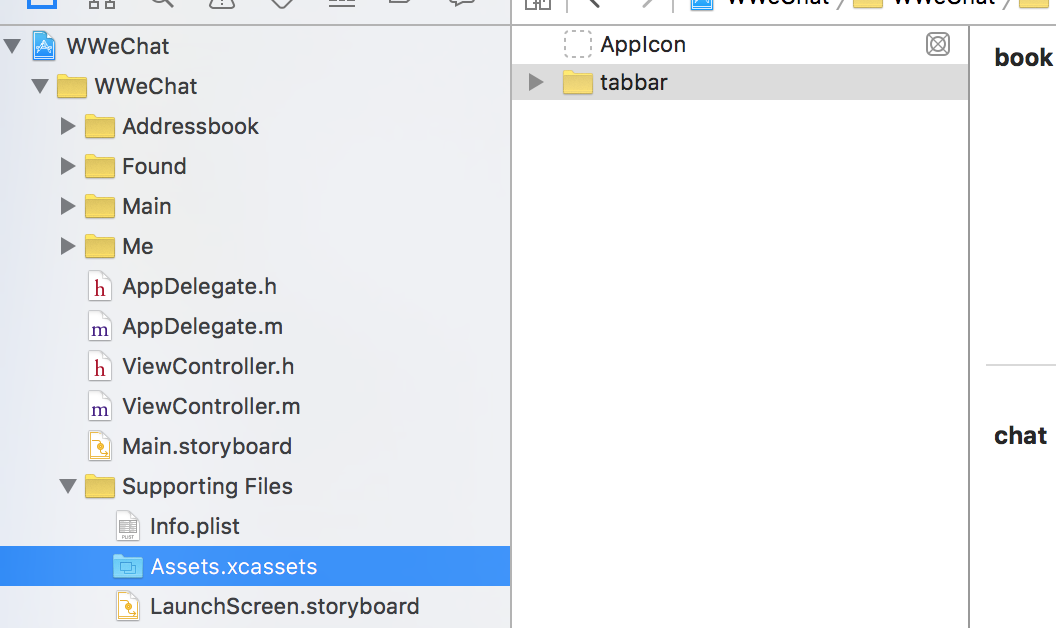 WWeChat
WWeChat
WWeChat
WWeChat
Addressbook
Found
Main
Me
h AppDelegate.h
m AppDelegate.m
h ViewController.h
m ViewController.m
Main.storyboard
Supporting Files
PLIST Info.plist
Assets.xcassets
LaunchScreen.storyboard
AppIcon
tabbar
book
chat